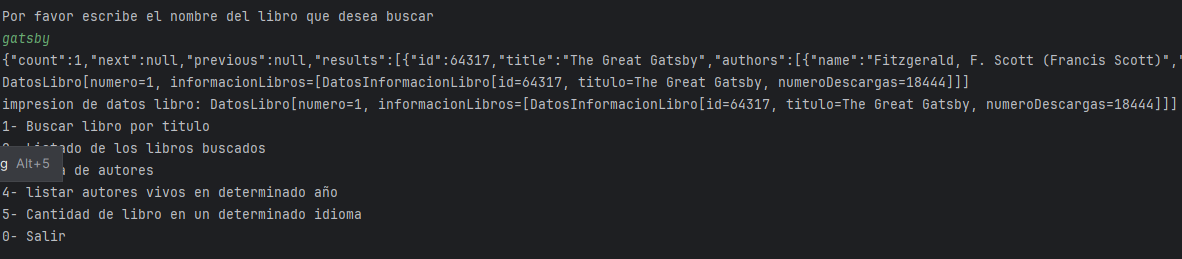 Por favor escribe el nombre del libro que desea buscar
gatsby
{"count":1,"next":null,"previous":null,"results":[{"id":64317,"title":"The Great Gatsby","authors":[{"name":"Fitzgerald, F. Scott (Francis Scott)","
DatosLibro[numero=1, informacionLibros=[DatosInformacionLibro[id=64317, titulo=The Great Gatsby, numeroDescargas=18444]]]
impresion de datos libro: DatosLibro[numero=1, informacionLibros=[DatosInformacionLibro[id=64317, titulo=The Great Gatsby, numeroDescargas=18444]]]
1- Buscar libro por titulo
de los libros buscados
g Alt+5 de autores
4- listar autores vivos en determinado año
5- Cantidad de libro en un determinado idioma
0- Salir